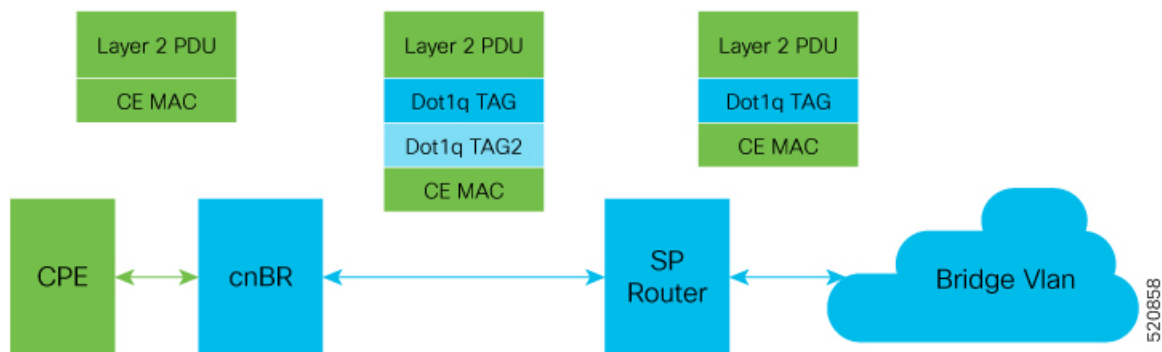 Layer 2 PDU
CE MAC
Layer 2 PDU
Dot1q TAG
Dot1q TAG2
CE MAC
Layer 2 PDU
Dot1q TAG
CE MAC
CPE
cnBR
SP
Router
Bridge Vlan
520858